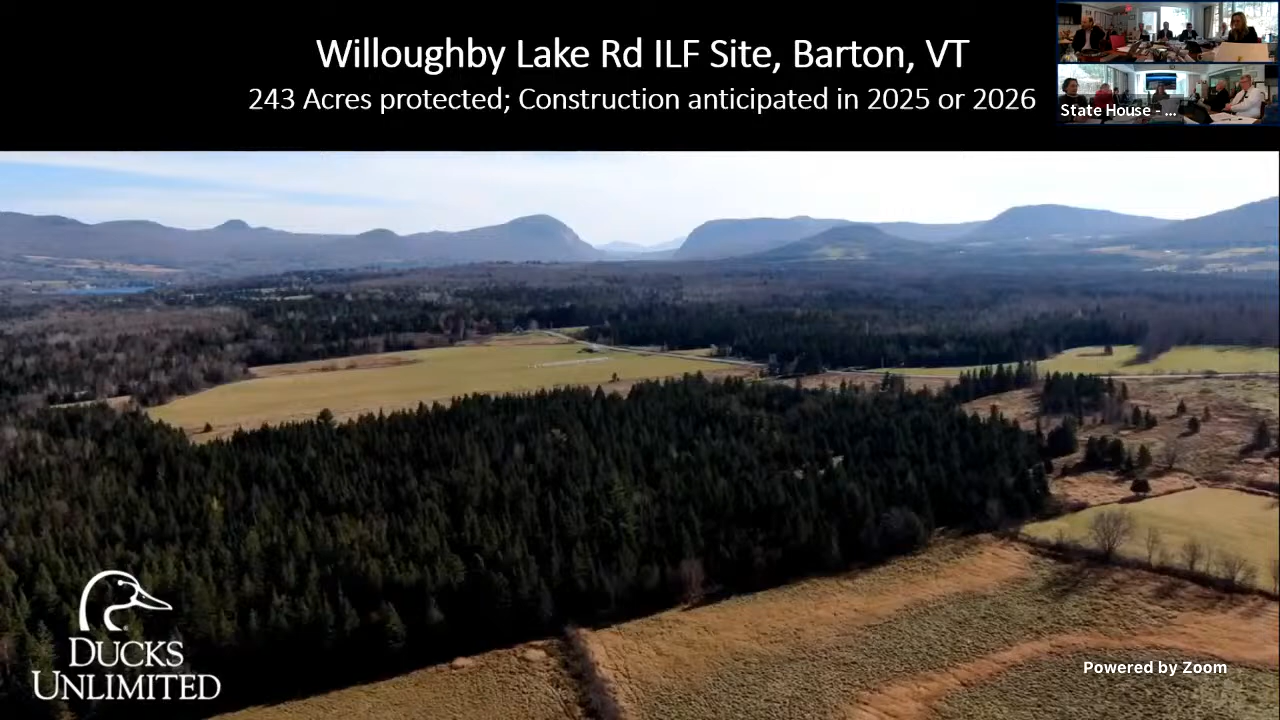 Willoughby Lake Rd ILF Site, Barton, VT
243 Acres protected; Construction anticipated in 2025 or 2026
State House - ...
DUCKS
UNLIMITED
Powered by Zoom